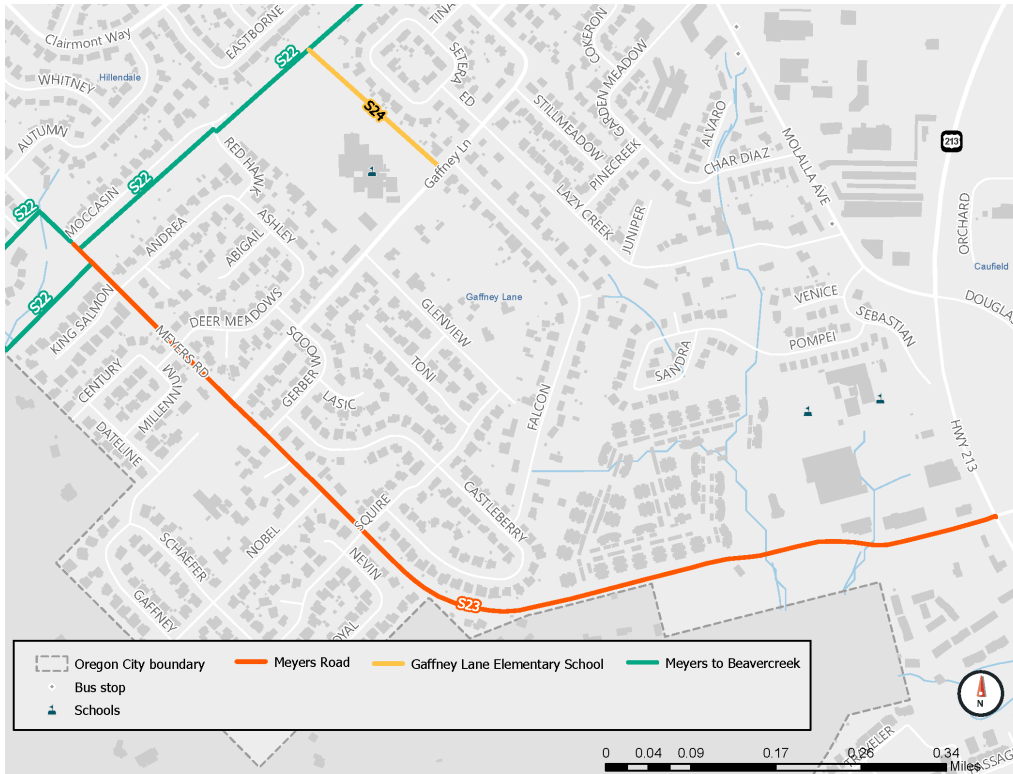 Clairmont Way
EASTBORNE
TINA
S22
COKERON
SETERA
ED
GARDEN MEADOW
Hillendale
WHITNEY
S24
ALVARO
STILLMEADOW
AUTUMN
RED HAWK
MOLALLA AVE
213
PINECREEK
CHAR DIAZ
Gaffney Ln
S22
MOCCASIN
S22
LAZY CREEK
JUNIPER
ORCHARD
ANDREA
ABIGAIL
ASHLEY
Caufield
S22
KING SALMON
DEER MEADOWS
GLENVIEW
Gaffney Lane
VENICE
SEBASTIAN
DOUGLAS
MEYERS RD
WOODS
POMPEI
SANDRA
CENTURY
MILLENNIUM
GERBER
TONI
LASIC
FALCON
DATELINE
HWY 213
SQUIRE
CASTLEBERRY
NOBEL
SCHAEFER
NEVIN
GAFFNEY
OYAL
S23
Oregon City boundary
Meyers Road
Gaffney Lane Elementary School
Meyers to Beavercreek
Bus stop
Schools
N
TRAVELER
ASSAG
0 0.04 0.09 0.17 0.26 0.34
Miles